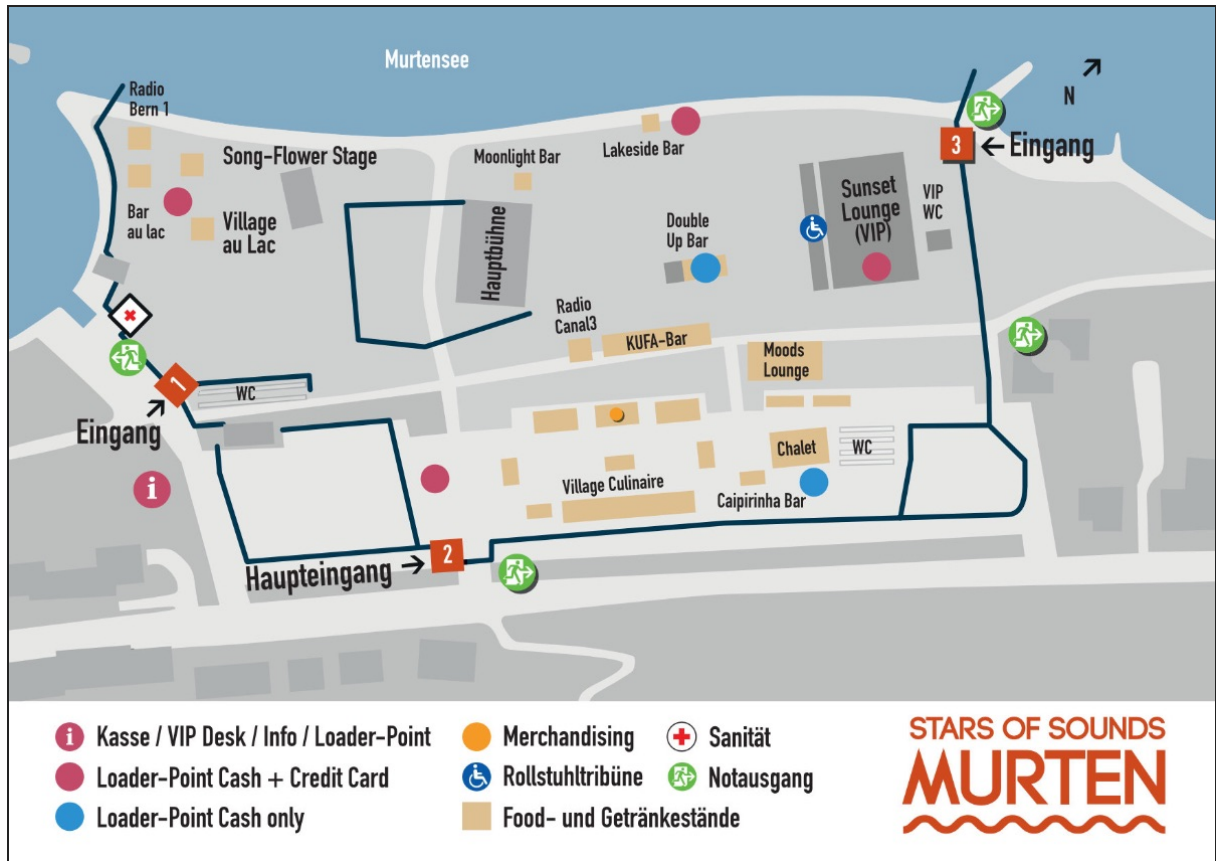 Murtensee
N
Radio
Bern 1
Song-Flower Stage
Bar
au lac
Village
au Lac
Moonlight Bar
Lakeside Bar
Hauptbühne
Double
Up Bar
Sunset
Lounge
(VIP)
VIP
WC
3
Eingang
Radio
Canal3
KUFA-Bar
Moods
Lounge
1
Eingang
WC
i
Chalet
WC
Village Culinaire
Caipirinha Bar
2
Haupteingang
i Kasse / VIP Desk / Info / Loader-Point
Loader-Point Cash + Credit Card
Loader-Point Cash only
Merchandising
Rollstuhltribüne
Food- und Getränkestände
Sanität
Notausgang
STARS OF SOUNDS
MURTEN